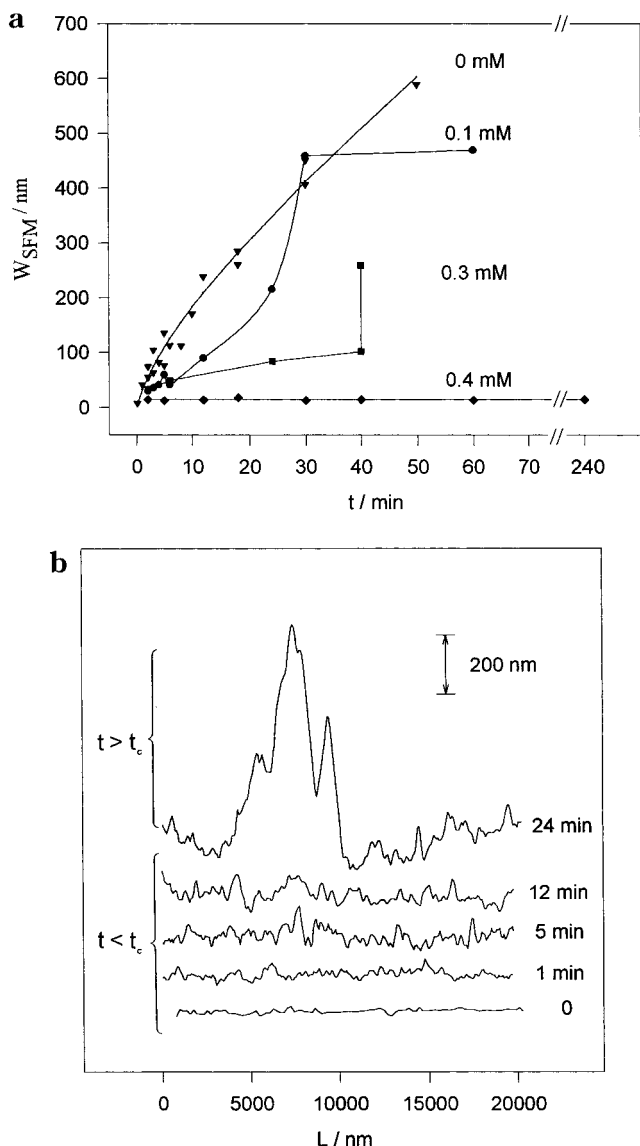 a
700
600
500
400
300
200
100
0
W_SFM / nm
0 mM
0.1 mM
0.3 mM
0.4 mM
//
//
0 10 20 30 40 50 60 70 240
t / min
b
200 nm
t > t_c
24 min
12 min
t < t_c
5 min
1 min
0
0 5000 10000 15000 20000
L / nm